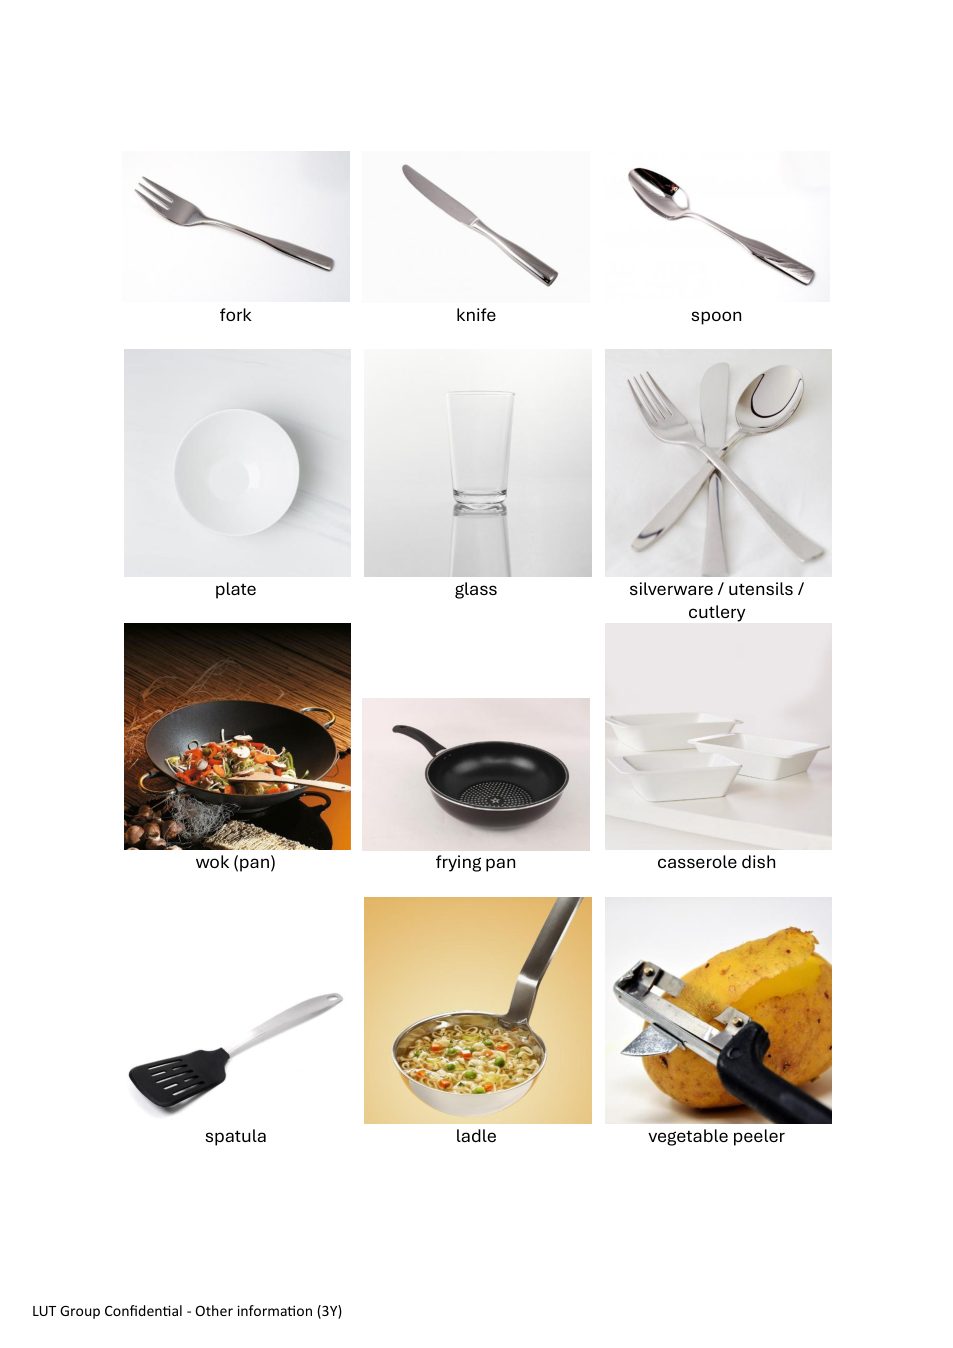 fork
knife
spoon
plate
glass
silverware / utensils /
cutlery
wok (pan)
frying pan
casserole dish
spatula
ladle
vegetable peeler
LUT Group Confidential - Other information (3Y)